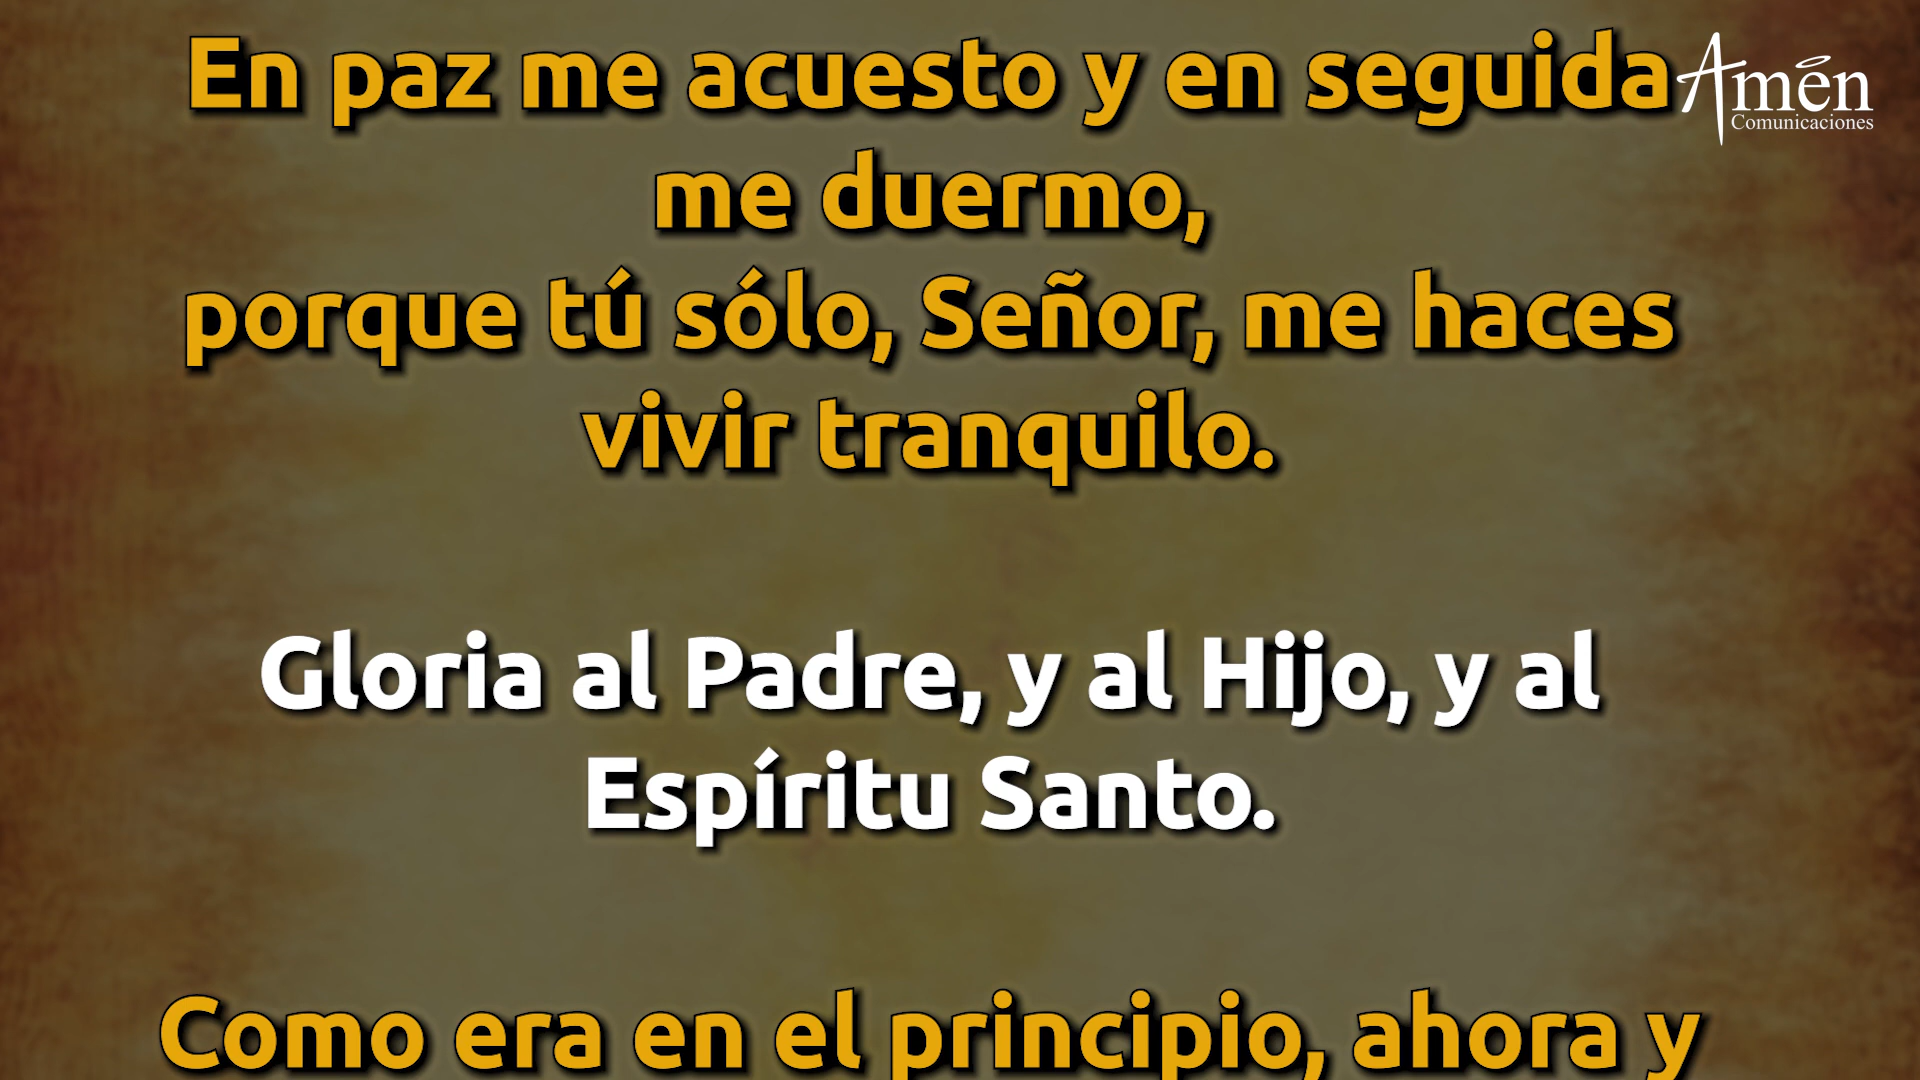 En paz me acuesto y en seguida
Amén
Comunicaciones
me duermo,
porque tú sólo, Señor, me haces
vivir tranquilo.
Gloria al Padre, y al Hijo, y al
Espíritu Santo.
Como era en el principio, ahora y